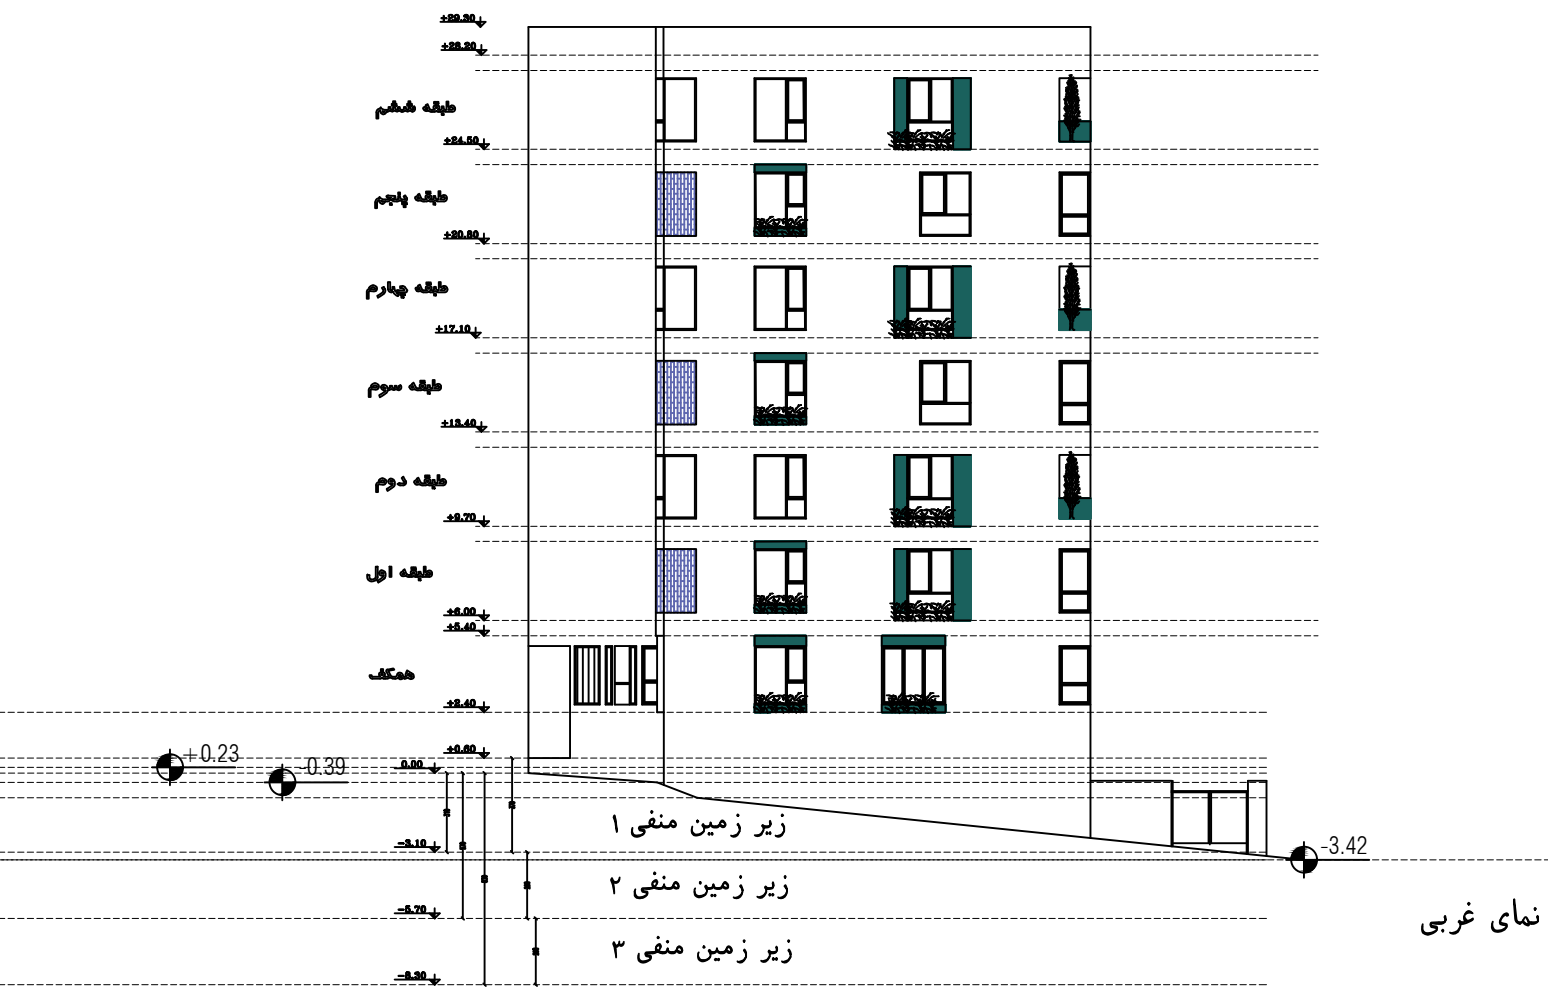 +29.30
+28.20
طبقه ششم
+24.50
طبقه پنجم
+20.80
طبقه چهارم
+17.10
طبقه سوم
+13.40
طبقه دوم
+9.70
طبقه اول
+6.00
+5.40
همکف
+2.40
+0.60
+0.23
-0.39
0.00
زیر زمین منفی ۱
-3.10
-3.42
زیر زمین منفی ۲
-5.70
نمای غربی
زیر زمین منفی ۳
-8.30